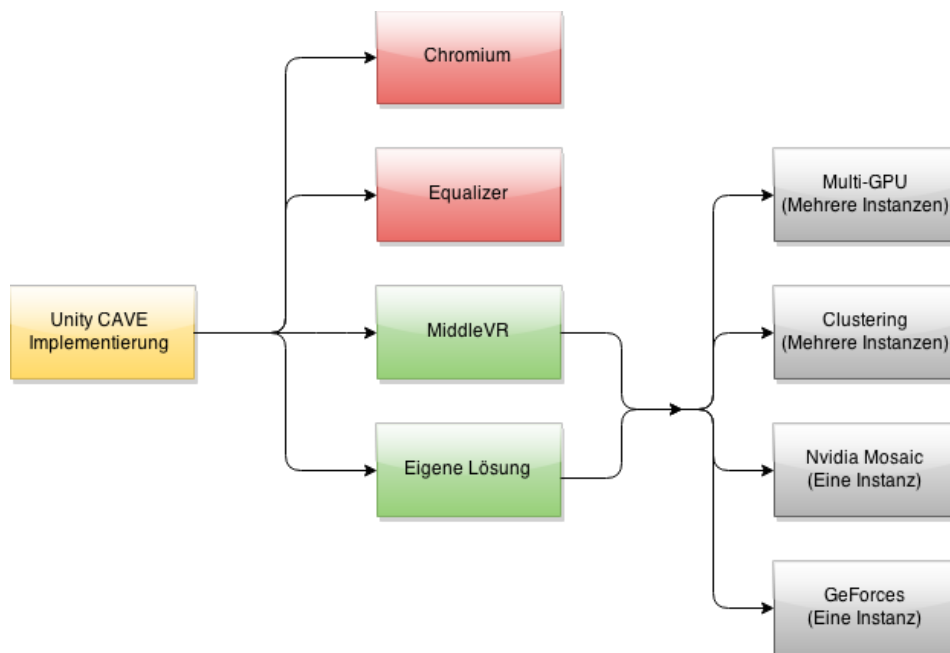 Unity CAVE
Implementierung
Chromium
Equalizer
MiddleVR
Eigene Lösung
Multi-GPU
(Mehrere Instanzen)
Clustering
(Mehrere Instanzen)
Nvidia Mosaic
(Eine Instanz)
GeForces
(Eine Instanz)